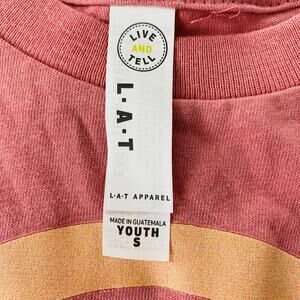 LIVE
AND
TELL
L·A·T
L·A·T APPAREL
MADE IN GUATEMALA
YOUTH
S